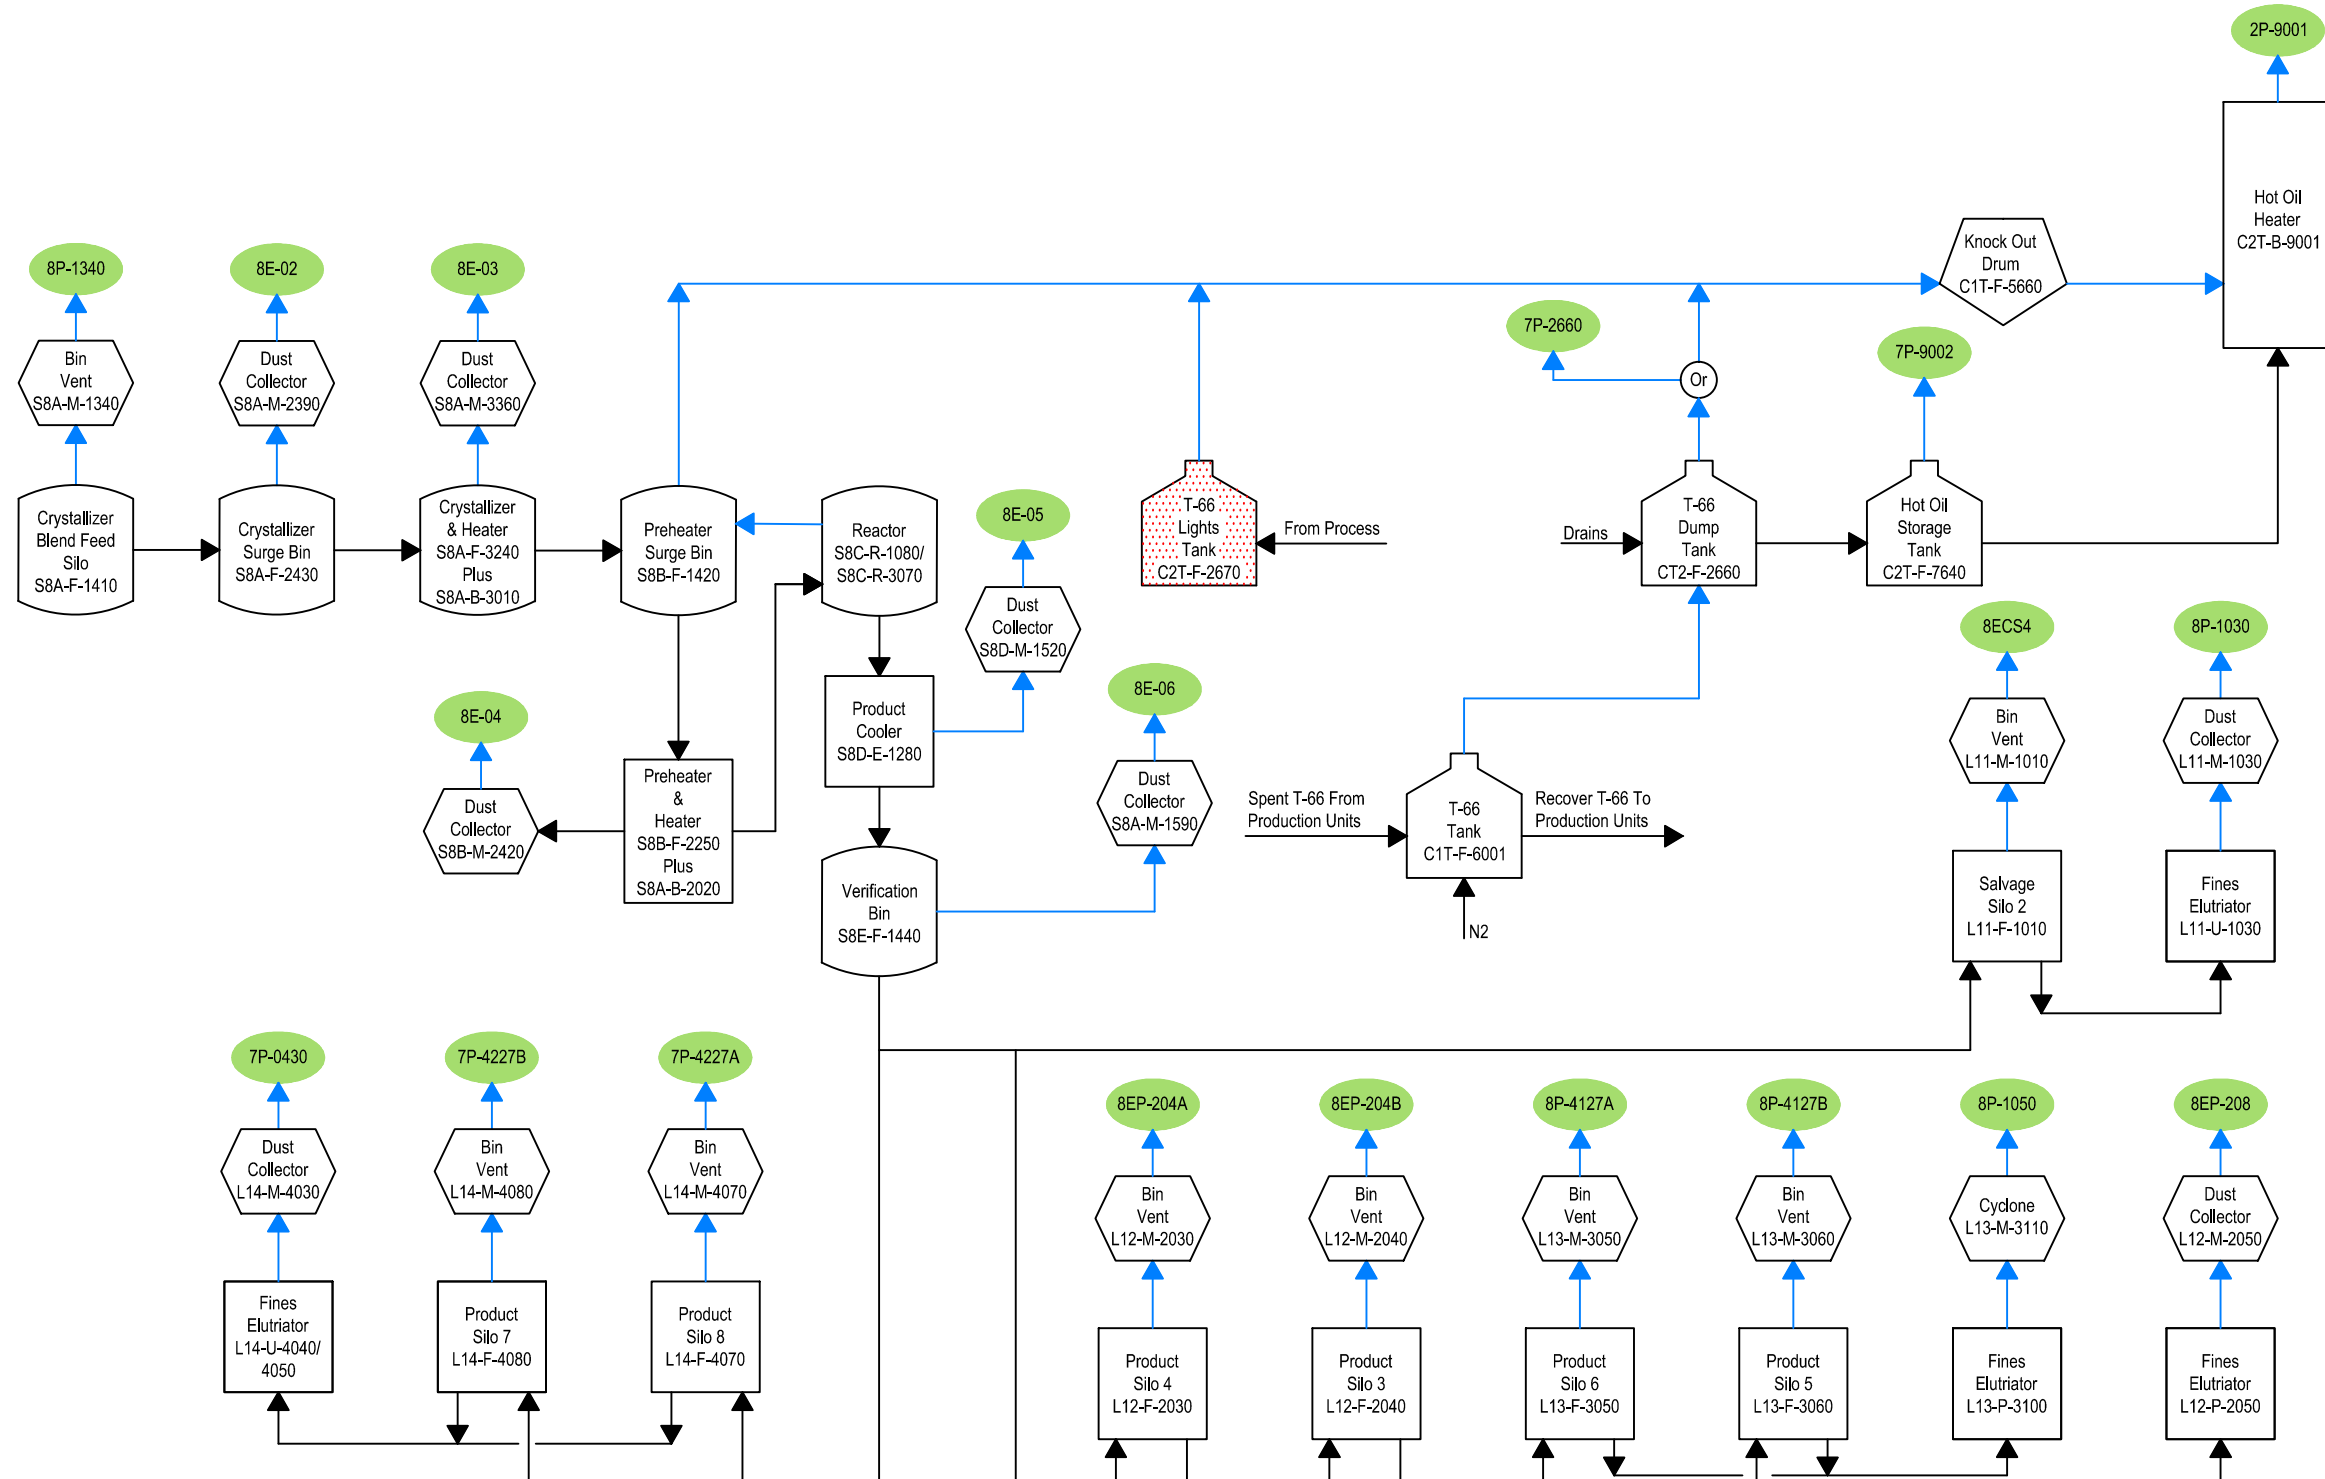 2P-9001
Hot Oil
Heater
C2T-B-9001
Knock Out
Drum
C1T-F-5660
8P-1340
8E-02
8E-03
7P-2660
7P-9002
Or
Bin
Vent
S8A-M-1340
Dust
Collector
S8A-M-2390
Dust
Collector
S8A-M-3360
Crystallizer
Blend Feed
Silo
S8A-F-1410
Crystallizer
Surge Bin
S8A-F-2430
Crystallizer
& Heater
S8A-F-3240
Plus
S8A-B-3010
Preheater
Surge Bin
S8B-F-1420
Reactor
S8C-R-1080/
S8C-R-3070
8E-05
Dust
Collector
S8D-M-1520
T-66
Lights
Tank
C2T-F-2670
From Process
Drains
T-66
Dump
Tank
CT2-F-2660
Hot Oil
Storage
Tank
C2T-F-7640
8E-04
Dust
Collector
S8B-M-2420
Preheater
&
Heater
S8B-F-2250
Plus
S8A-B-2020
Product
Cooler
S8D-E-1280
Verification
Bin
S8E-F-1440
8E-06
Dust
Collector
S8A-M-1590
Spent T-66 From
Production Units
T-66
Tank
C1T-F-6001
Recover T-66 To
Production Units
N2
8ECS4
Bin
Vent
L11-M-1010
Salvage
Silo 2
L11-F-1010
8P-1030
Dust
Collector
L11-M-1030
Fines
Elutriator
L11-U-1030
7P-0430
Dust
Collector
L14-M-4030
Fines
Elutriator
L14-U-4040/
4050
7P-4227B
Bin
Vent
L14-M-4080
Product
Silo 7
L14-F-4080
7P-4227A
Bin
Vent
L14-M-4070
Product
Silo 8
L14-F-4070
8EP-204A
Bin
Vent
L12-M-2030
Product
Silo 4
L12-F-2030
8EP-204B
Bin
Vent
L12-M-2040
Product
Silo 3
L12-F-2040
8P-4127A
Bin
Vent
L13-M-3050
Product
Silo 6
L13-F-3050
8P-4127B
Bin
Vent
L13-M-3060
Product
Silo 5
L13-F-3060
8P-1050
Cyclone
L13-M-3110
Fines
Elutriator
L13-P-3100
8EP-208
Dust
Collector
L12-M-2050
Fines
Elutriator
L12-P-2050